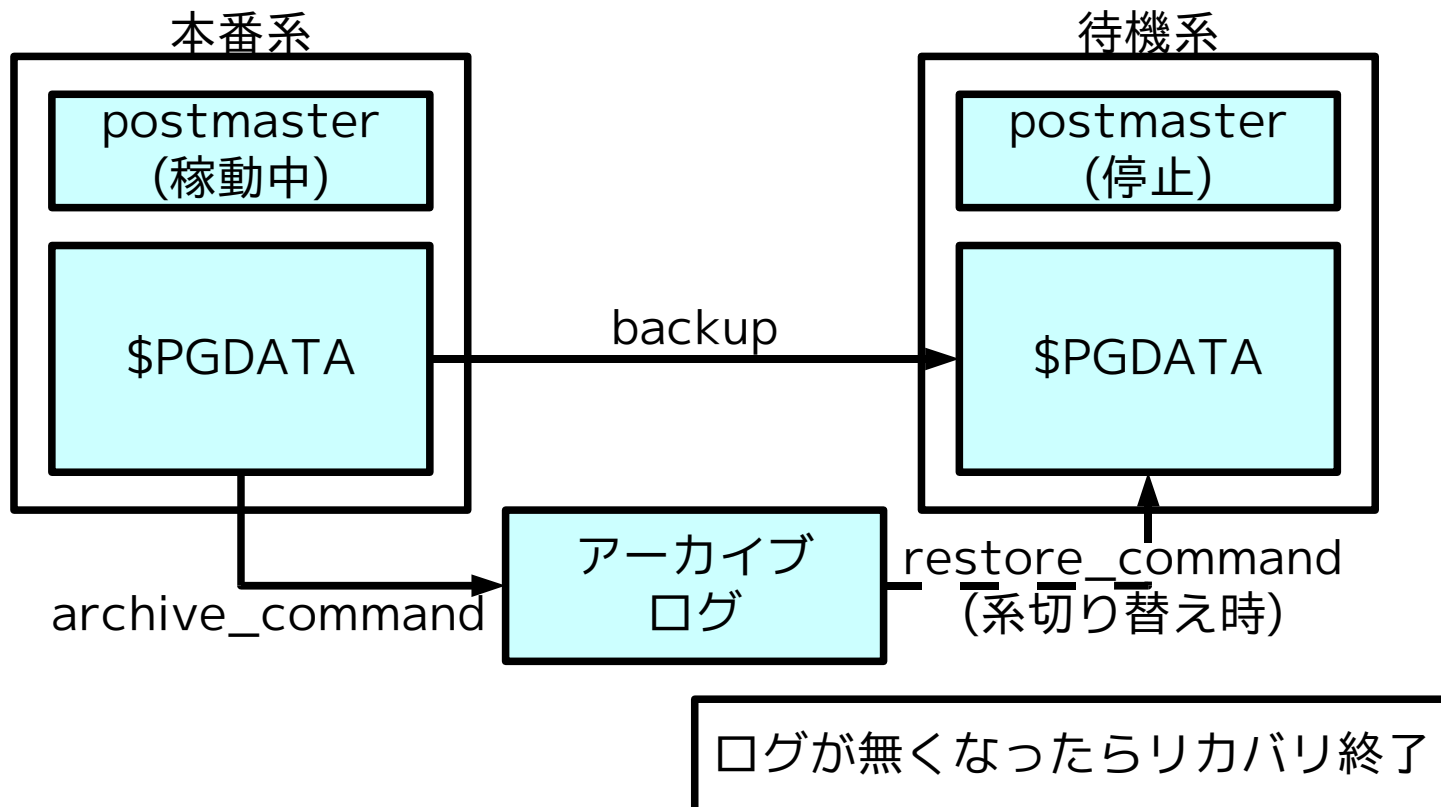 本番系
postmaster
(稼動中)
$PGDATA
待機系
postmaster
(停止)
$PGDATA
backup
archive_command
アーカイブ
ログ
restore_command
(系切り替え時)
ログが無くなったらリカバリ終了